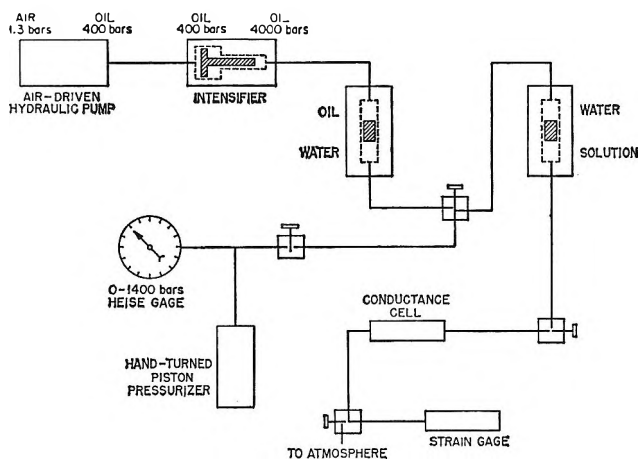 AIR
1.3 bars
OIL
400 bars
OIL
400 bars
OIL
4000 bars
AIR-DRIVEN
HYDRAULIC PUMP
INTENSIFIER
OIL
WATER
WATER
SOLUTION
0-1400 bars
HEISE GAGE
HAND-TURNED
PISTON
PRESSURIZER
CONDUCTANCE
CELL
TO ATMOSPHERE
STRAIN GAGE